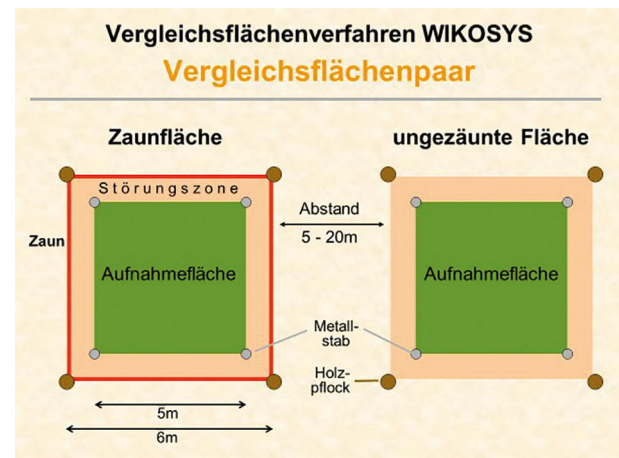 Vergleichsflächenverfahren WIKOSYS
Vergleichsflächenpaar
Zaunfläche
ungezäunte Fläche
Störungszone
Abstand
5 - 20m
Zaun
Aufnahmefläche
Aufnahmefläche
Metall-
stab
Holz-
pflock
5m
6m